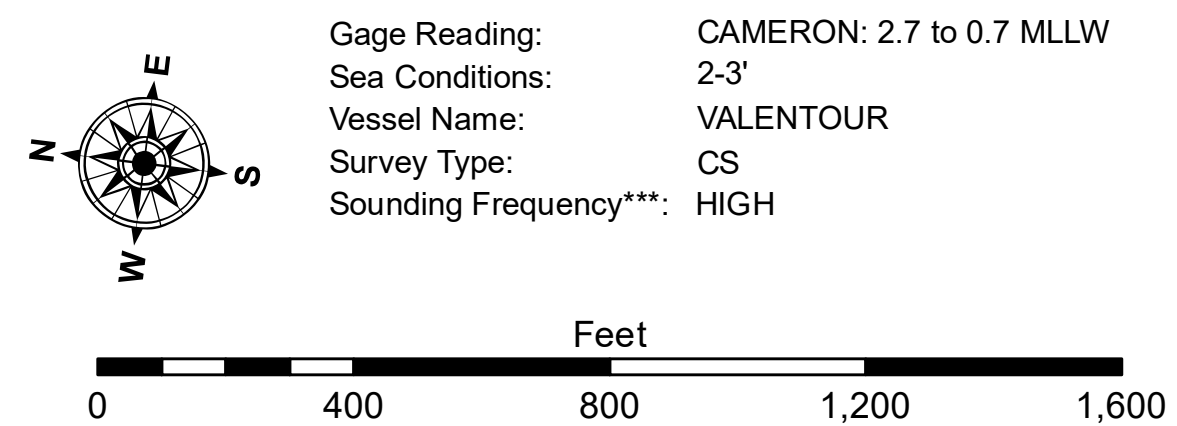 E
N
S
W
Gage Reading: CAMERON: 2.7 to 0.7 MLLW
Sea Conditions: 2-3'
Vessel Name: VALENTOUR
Survey Type: CS
Sounding Frequency***: HIGH
Feet
0 400 800 1,200 1,600